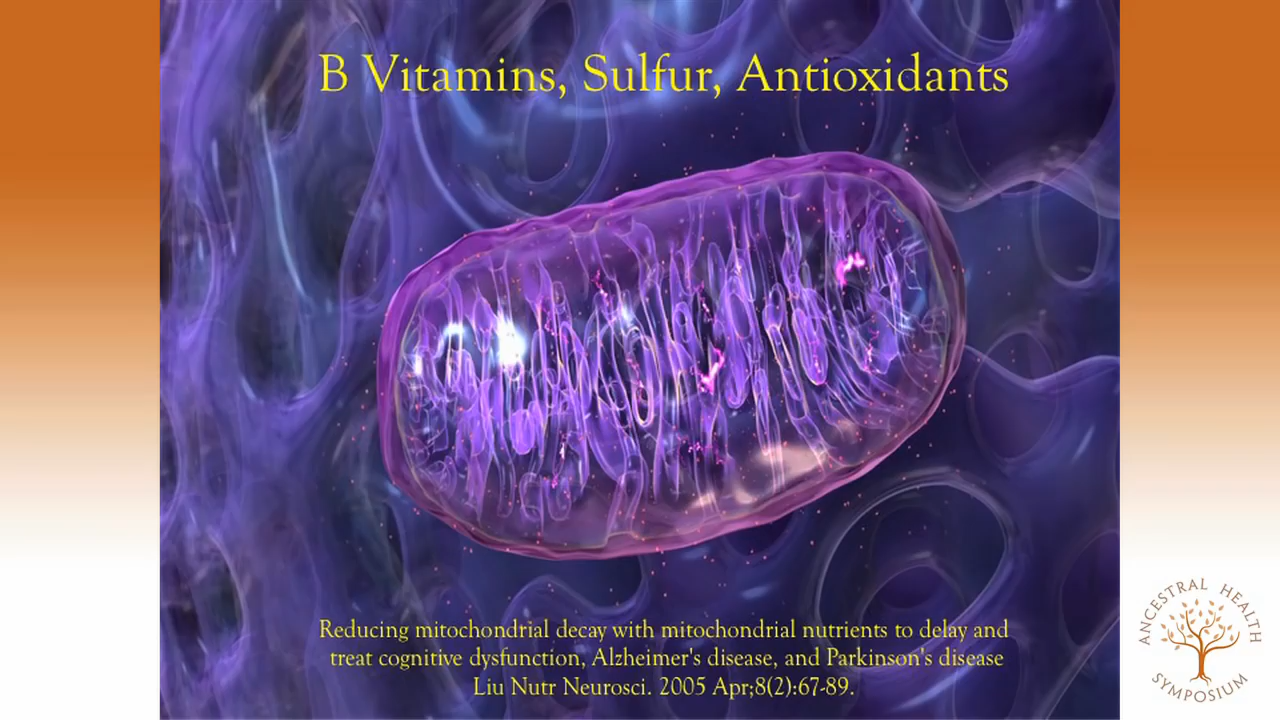 B Vitamins, Sulfur, Antioxidants
Reducing mitochondrial decay with mitochondrial nutrients to delay and
treat cognitive dysfunction, Alzheimer's disease, and Parkinson's disease
Liu Nutr Neurosci. 2005 Apr;8(2):67-89.
ANCESTRAL HEALTH
SYMPOSIUM